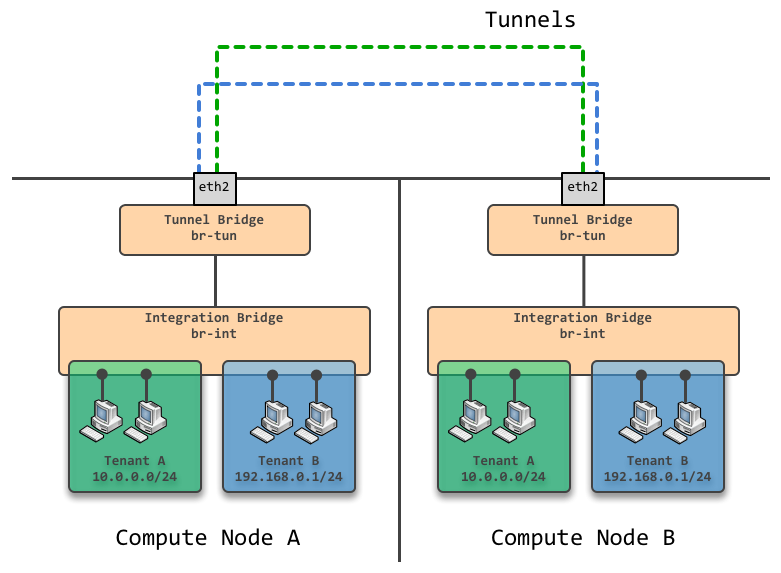 Tunnels
eth2
eth2
Tunnel Bridge
br-tun
Tunnel Bridge
br-tun
Integration Bridge
br-int
Integration Bridge
br-int
Tenant A
10.0.0.0/24
Tenant B
192.168.0.1/24
Tenant A
10.0.0.0/24
Tenant B
192.168.0.1/24
Compute Node A
Compute Node B